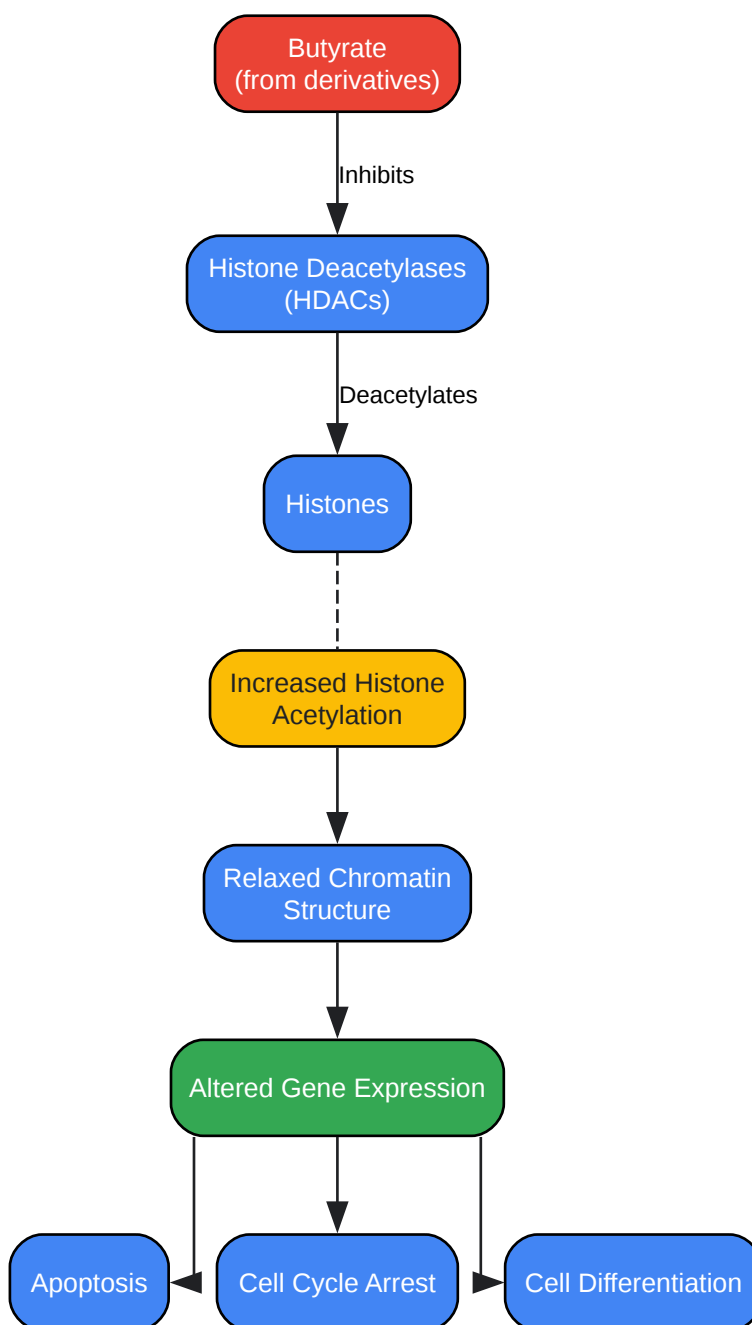 Butyrate
(from derivatives)
Inhibits
Histone Deacetylases
(HDACs)
Deacetylates
Histones
Increased Histone
Acetylation
Relaxed Chromatin
Structure
Altered Gene Expression
Apoptosis
Cell Cycle Arrest
Cell Differentiation